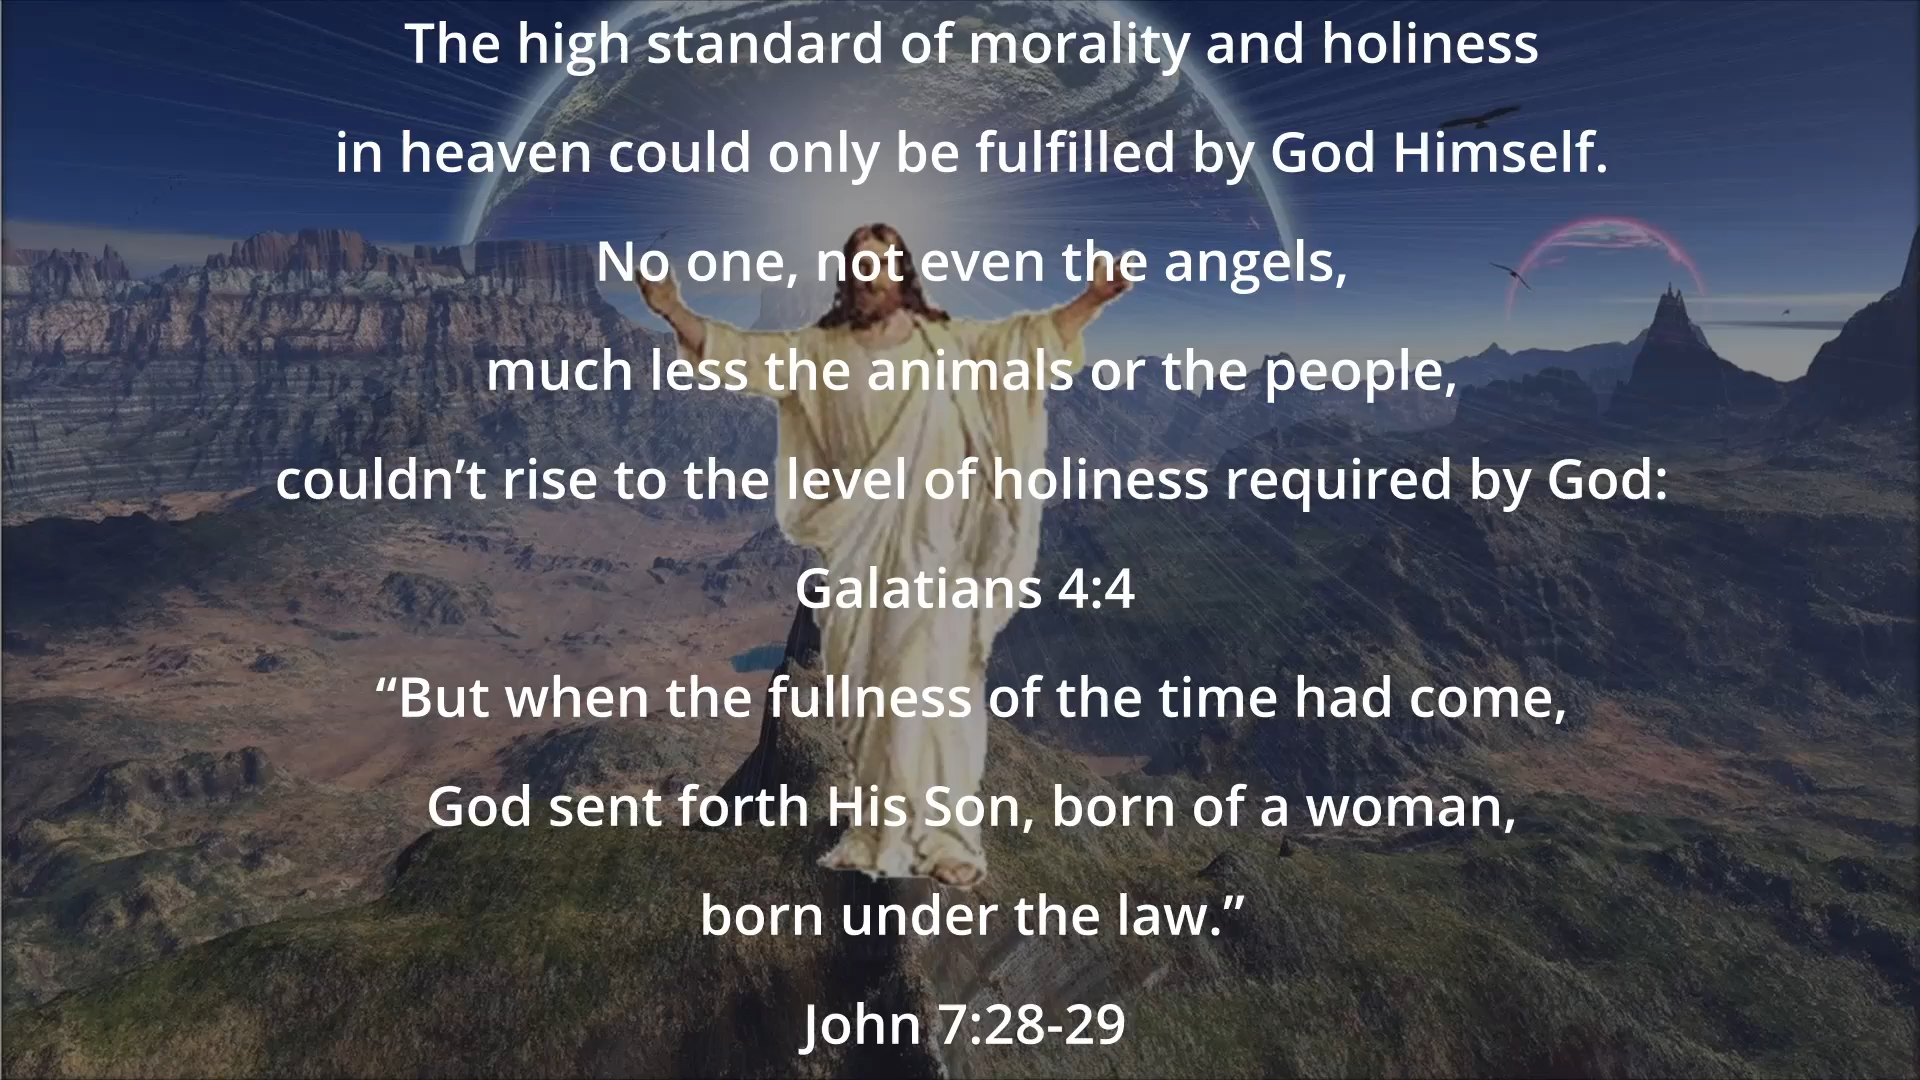 The high standard of morality and holiness
in heaven could only be fulfilled by God Himself.
No one, not even the angels,
much less the animals or the people,
couldn’t rise to the level of holiness required by God:
Galatians 4:4
“But when the fullness of the time had come,
God sent forth His Son, born of a woman,
born under the law.”
John 7:28-29